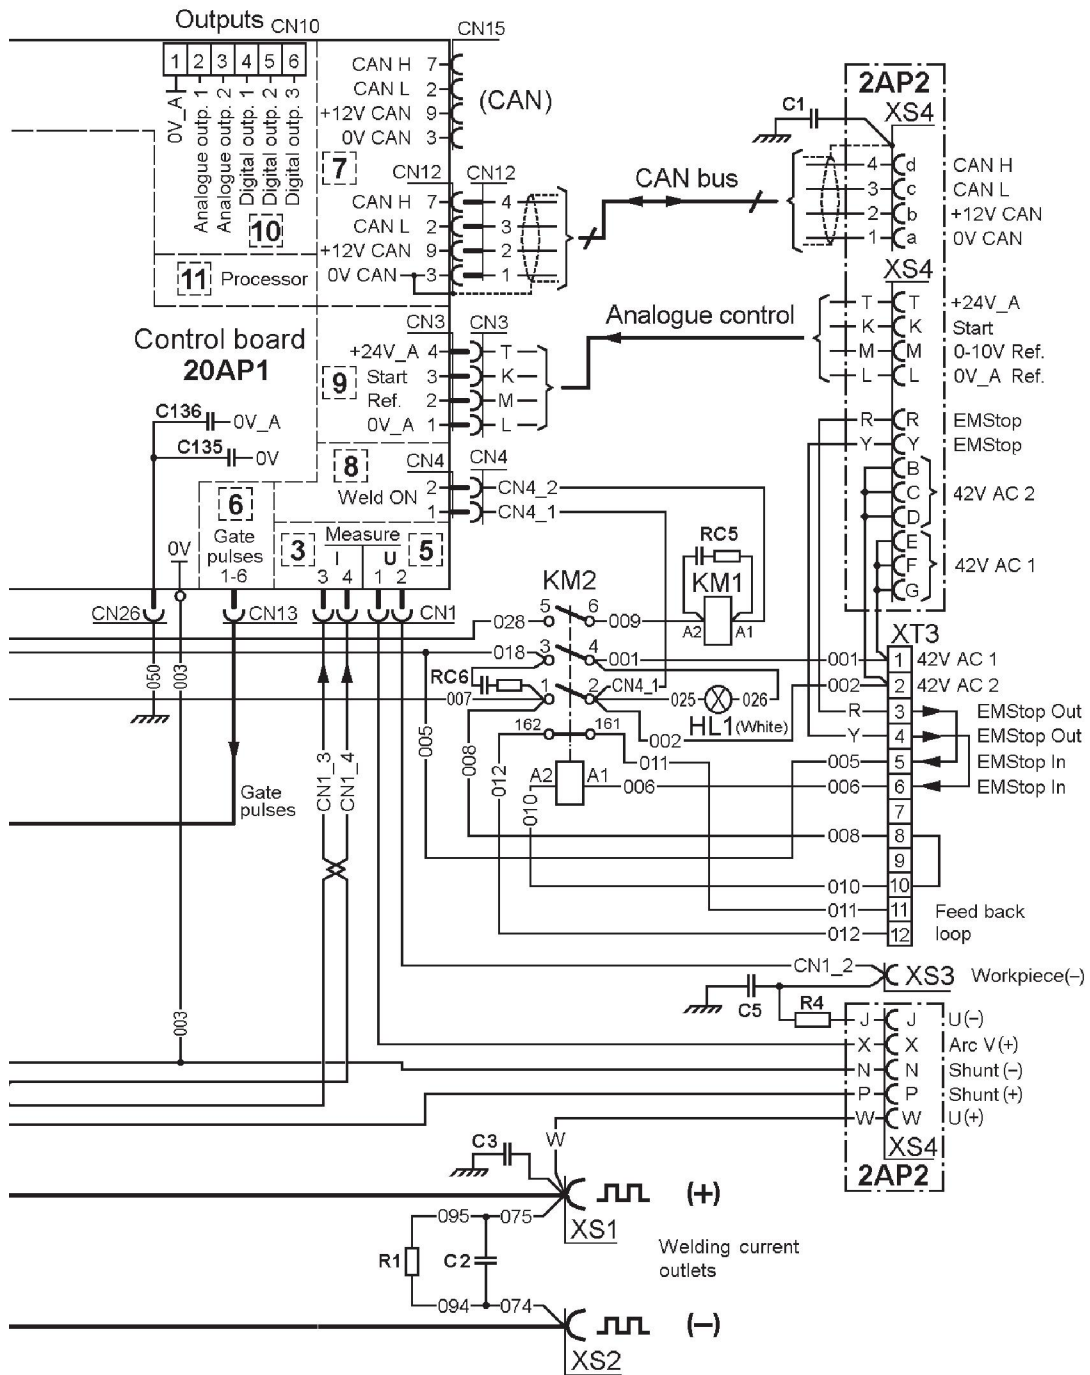 Outputs CN10
1 2 3 4 5 6
0V_A
Analogue outp. 1
Analogue outp. 2
Digital outp. 1
Digital outp. 2
Digital outp. 3
10
7
11 Processor
CN15
CAN H 7
CAN L 2
+12V CAN 9
0V CAN 3
(CAN)
CN12 CN12
CAN H 7 4
CAN L 2 3
+12V CAN 9 2
0V CAN 3 1
CAN bus
C1
2AP2
XS4
4 d CAN H
3 c CAN L
2 b +12V CAN
1 a 0V CAN
Control board
20AP1
9
CN3 CN3
+24V_A 4 T
Start 3 K
Ref. 2 M
0V_A 1 L
Analogue control
XS4
T T +24V_A
K K Start
M M 0-10V Ref.
L L 0V_A Ref.
R R EMStop
Y Y EMStop
B
C 42V AC 2
D
E
F 42V AC 1
G
C136 0V_A
C135 0V
8
CN4 CN4
Weld ON
2 CN4_2
1 CN4_1
6
Gate
pulses
1-6
0V
3 Measure 5
I U
3 4 1 2
CN26 CN13 CN1
050
003
Gate
pulses
CN1_3
CN1_4
RC5
KM1
A2 A1
KM2
028 5 6 009
018 3 4 001
RC6
007 1 2 CN4_1
025 026
HL1 (White)
002
162 161
005
008
012
010
011
A2 A1
006
XT3
001 1 42V AC 1
002 2 42V AC 2
R 3 EMStop Out
Y 4 EMStop Out
005 5 EMStop In
006 6 EMStop In
7
008 8
9
010 10
011 11 Feed back
012 12 loop
CN1_2 XS3 Workpiece(–)
C5
R4
003
J J U(–)
X X Arc V(+)
N N Shunt(–)
P P Shunt(+)
W W U(+)
XS4
2AP2
C3
W
(+)
XS1
095 075
R1 C2
094 074
Welding current
outlets
(–)
XS2